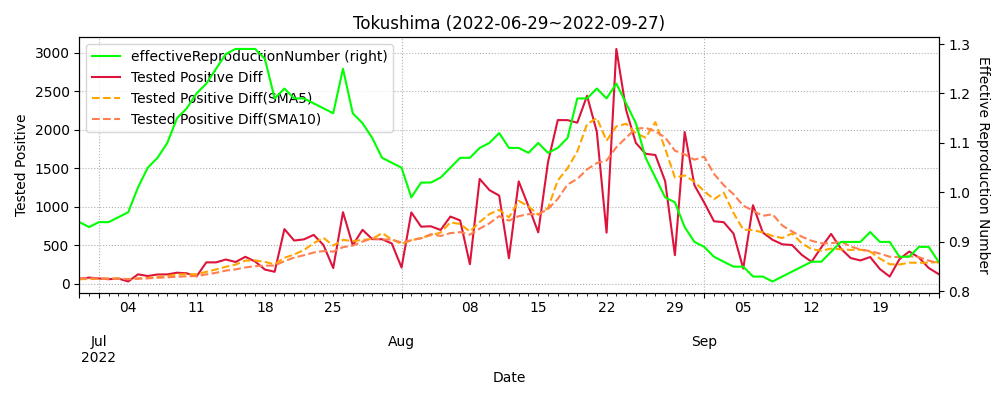 Tokushima (2022-06-29~2022-09-27)
effectiveReproductionNumber (right)
Tested Positive Diff
Tested Positive Diff(SMA5)
Tested Positive Diff(SMA10)
Tested Positive
3000
2500
2000
1500
1000
500
0
1.3
1.2
1.1
1.0
0.9
0.8
Effective Reproduction Number
04 11 18 25 08 15 22 29 05 12 19
Jul Aug Sep
2022
Date